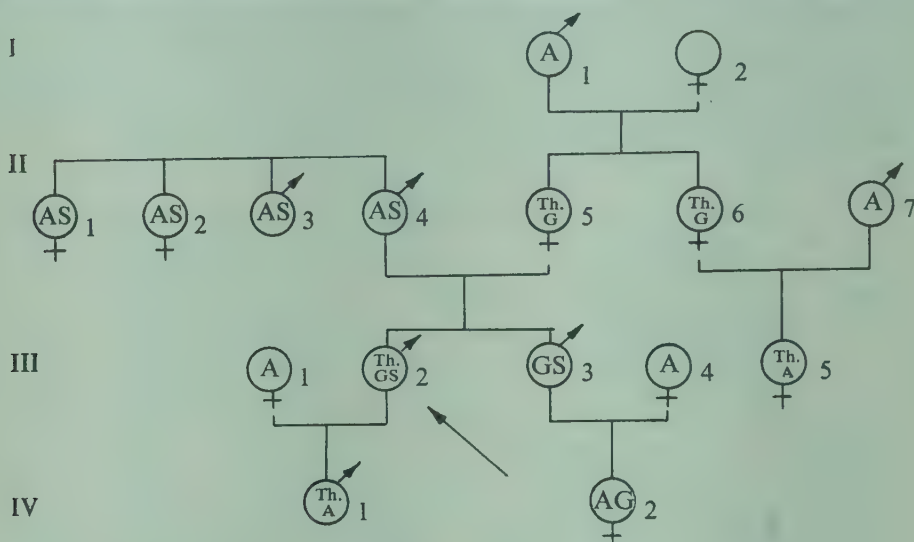 I
A 1
2
II
AS 1
AS 2
AS 3
AS 4
Th. G 5
Th. G 6
A 7
III
A 1
Th. GS 2
GS 3
A 4
Th. A 5
IV
Th. A 1
AG 2